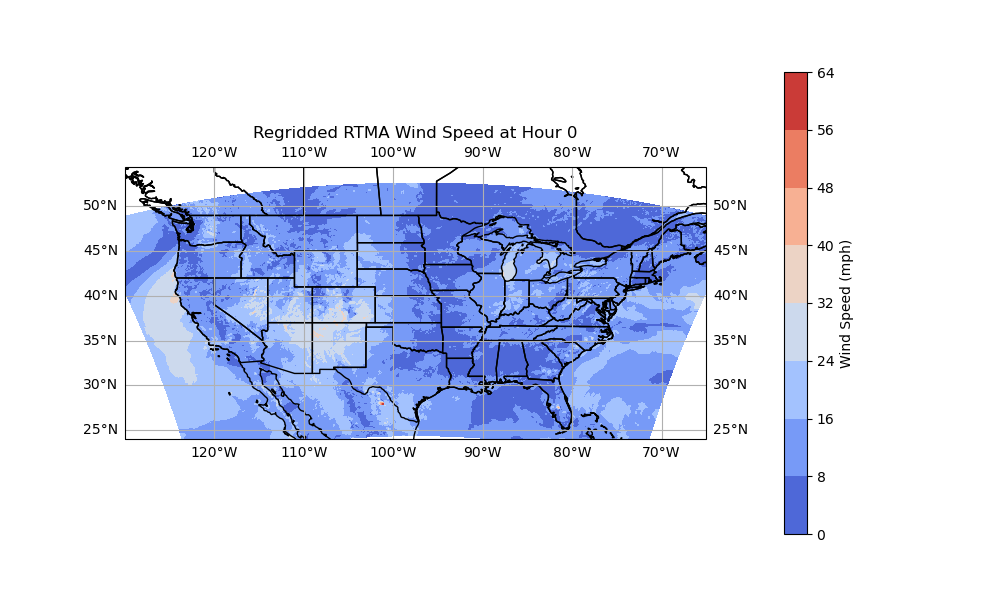 Regridded RTMA Wind Speed at Hour 0
120°W 110°W 100°W 90°W 80°W 70°W
50°N 50°N
45°N 45°N
40°N 40°N
35°N 35°N
30°N 30°N
25°N 25°N
120°W 110°W 100°W 90°W 80°W 70°W
64
56
48
40
32
24
16
8
0
Wind Speed (mph)